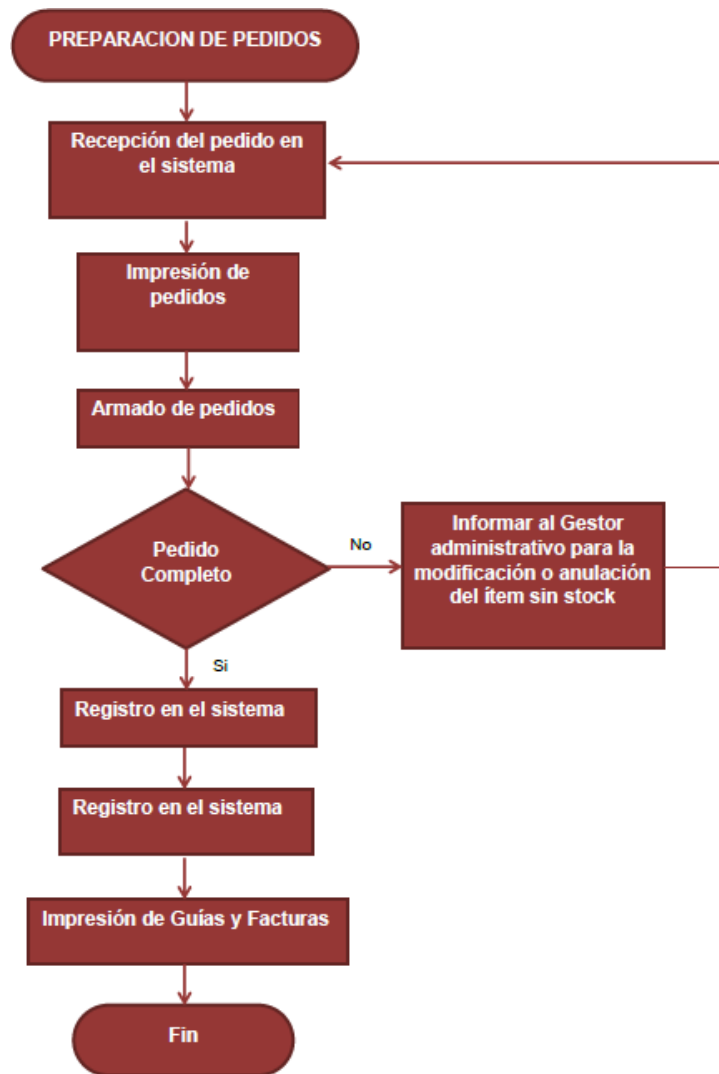 PREPARACION DE PEDIDOS
Recepción del pedido en
el sistema
Impresión de
pedidos
Armado de pedidos
Pedido
Completo
No
Informar al Gestor
administrativo para la
modificación o anulación
del ítem sin stock
Si
Registro en el sistema
Registro en el sistema
Impresión de Guías y Facturas
Fin